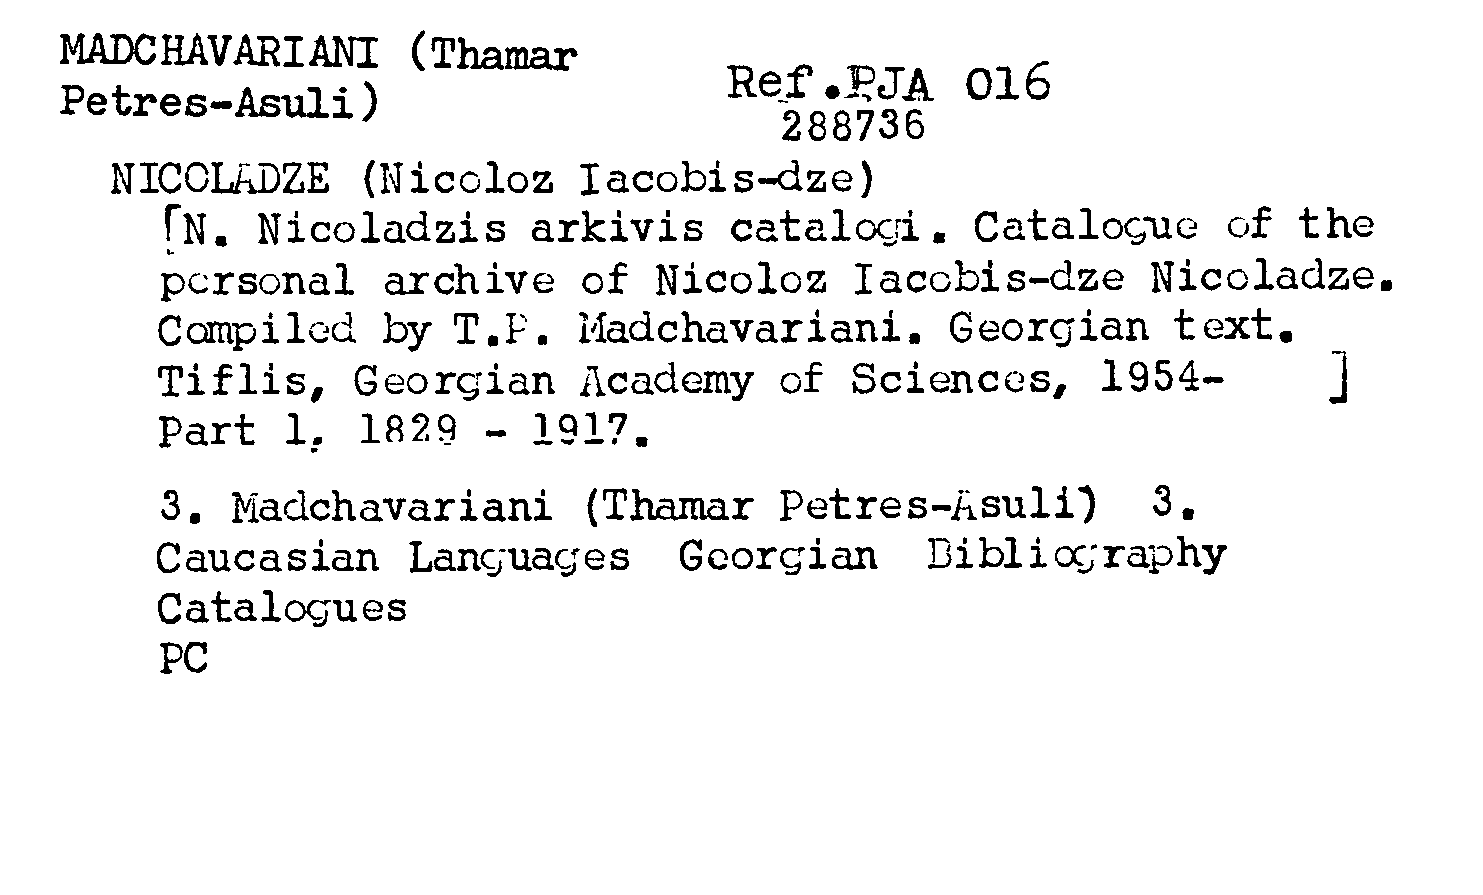 MADCHAVARIANI (Thamar
Petres-Asuli)
Ref.PJA 016
288736
NICOLADZE (Nicoloz Iacobis-dze)
[N. Nicoladzis arkivis catalogi. Catalogue of the
personal archive of Nicoloz Iacobis-dze Nicoladze.
Compiled by T.P. Madchavariani. Georgian text.
Tiflis, Georgian Academy of Sciences, 1954- ]
Part 1. 1829 - 1917.
3. Madchavariani (Thamar Petres-Asuli) 3.
Caucasian Languages Georgian Bibliography
Catalogues
PC